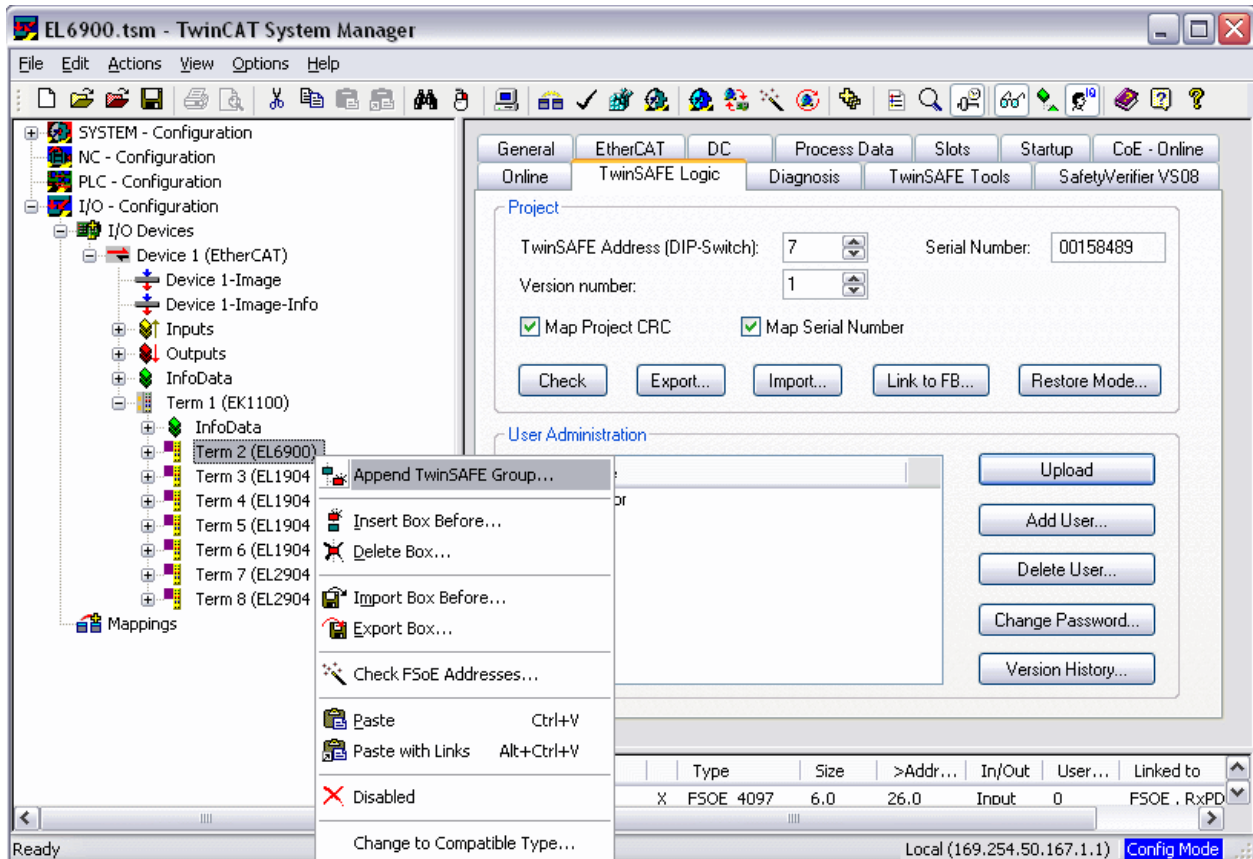 EL6900.tsm - TwinCAT System Manager
File Edit Actions View Options Help
SYSTEM - Configuration
NC - Configuration
PLC - Configuration
I/O - Configuration
I/O Devices
Device 1 (EtherCAT)
Device 1-Image
Device 1-Image-Info
Inputs
Outputs
InfoData
Term 1 (EK1100)
InfoData
Term 2 (EL6900)
Term 3 (EL1904
Term 4 (EL1904
Term 5 (EL1904
Term 6 (EL1904
Term 7 (EL2904
Term 8 (EL2904
Mappings
Append TwinSAFE Group...
Insert Box Before...
Delete Box...
Import Box Before...
Export Box...
Check FSoE Addresses...
Paste Ctrl+V
Paste with Links Alt+Ctrl+V
Disabled
Change to Compatible Type...
General EtherCAT DC Process Data Slots Startup CoE - Online
Online TwinSAFE Logic Diagnosis TwinSAFE Tools SafetyVerifier VS08
Project
TwinSAFE Address (DIP-Switch): 7 Serial Number: 00158489
Version number: 1
Map Project CRC Map Serial Number
Check Export... Import... Link to FB... Restore Mode...
User Administration
Upload
Add User...
Delete User...
Change Password...
Version History...
Type Size >Addr... In/Out User... Linked to
X FSOE 4097 6.0 26.0 Input 0 FSOE . RxPD
Ready Local (169.254.50.167.1.1) Config Mode